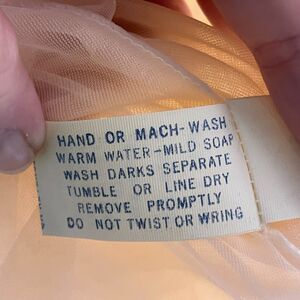 HAND OR MACH-WASH
WARM WATER-MILD SOAP
WASH DARKS SEPARATE
TUMBLE OR LINE DRY
REMOVE PROMPTLY
DO NOT TWIST OR WRING